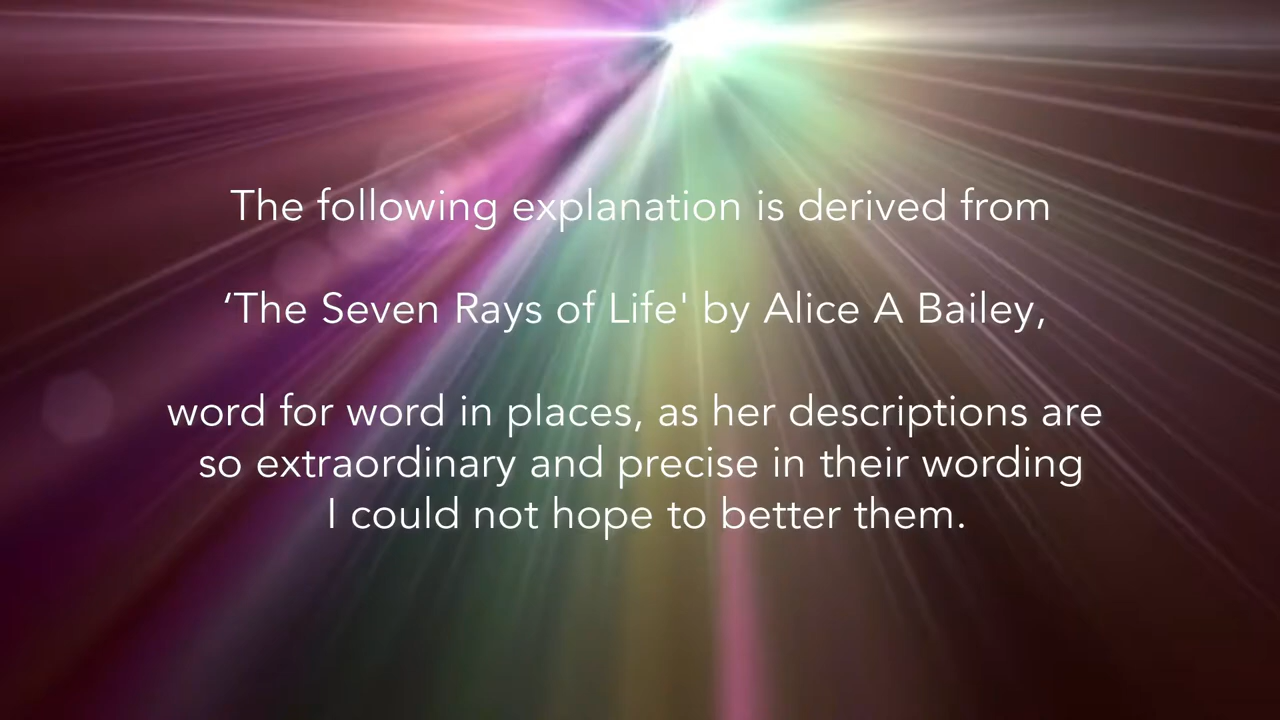 The following explanation is derived from
‘The Seven Rays of Life' by Alice A Bailey,
word for word in places, as her descriptions are
so extraordinary and precise in their wording
I could not hope to better them.